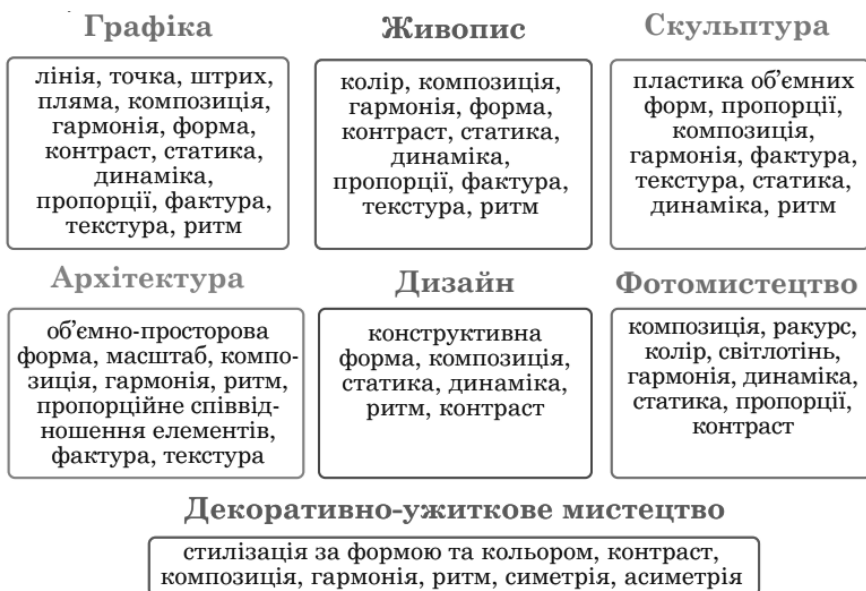 Графіка
лінія, точка, штрих,
пляма, композиція,
гармонія, форма,
контраст, статика,
динаміка,
пропорції, фактура,
текстура, ритм
Живопис
колір, композиція,
гармонія, форма,
контраст, статика,
динаміка,
пропорції, фактура,
текстура, ритм
Скульптура
пластика об’ємних
форм, пропорції,
композиція,
гармонія, фактура,
текстура, статика,
динаміка, ритм
Архітектура
об’ємно-просторова
форма, масштаб, компо-
зиція, гармонія, ритм,
пропорційне співвід-
ношення елементів,
фактура, текстура
Дизайн
конструктивна
форма, композиція,
статика, динаміка,
ритм, контраст
Фотомистецтво
композиція, ракурс,
колір, світлотінь,
гармонія, динаміка,
статика, пропорції,
контраст
Декоративно-ужиткове мистецтво
стилізація за формою та кольором, контраст,
композиція, гармонія, ритм, симетрія, асиметрія